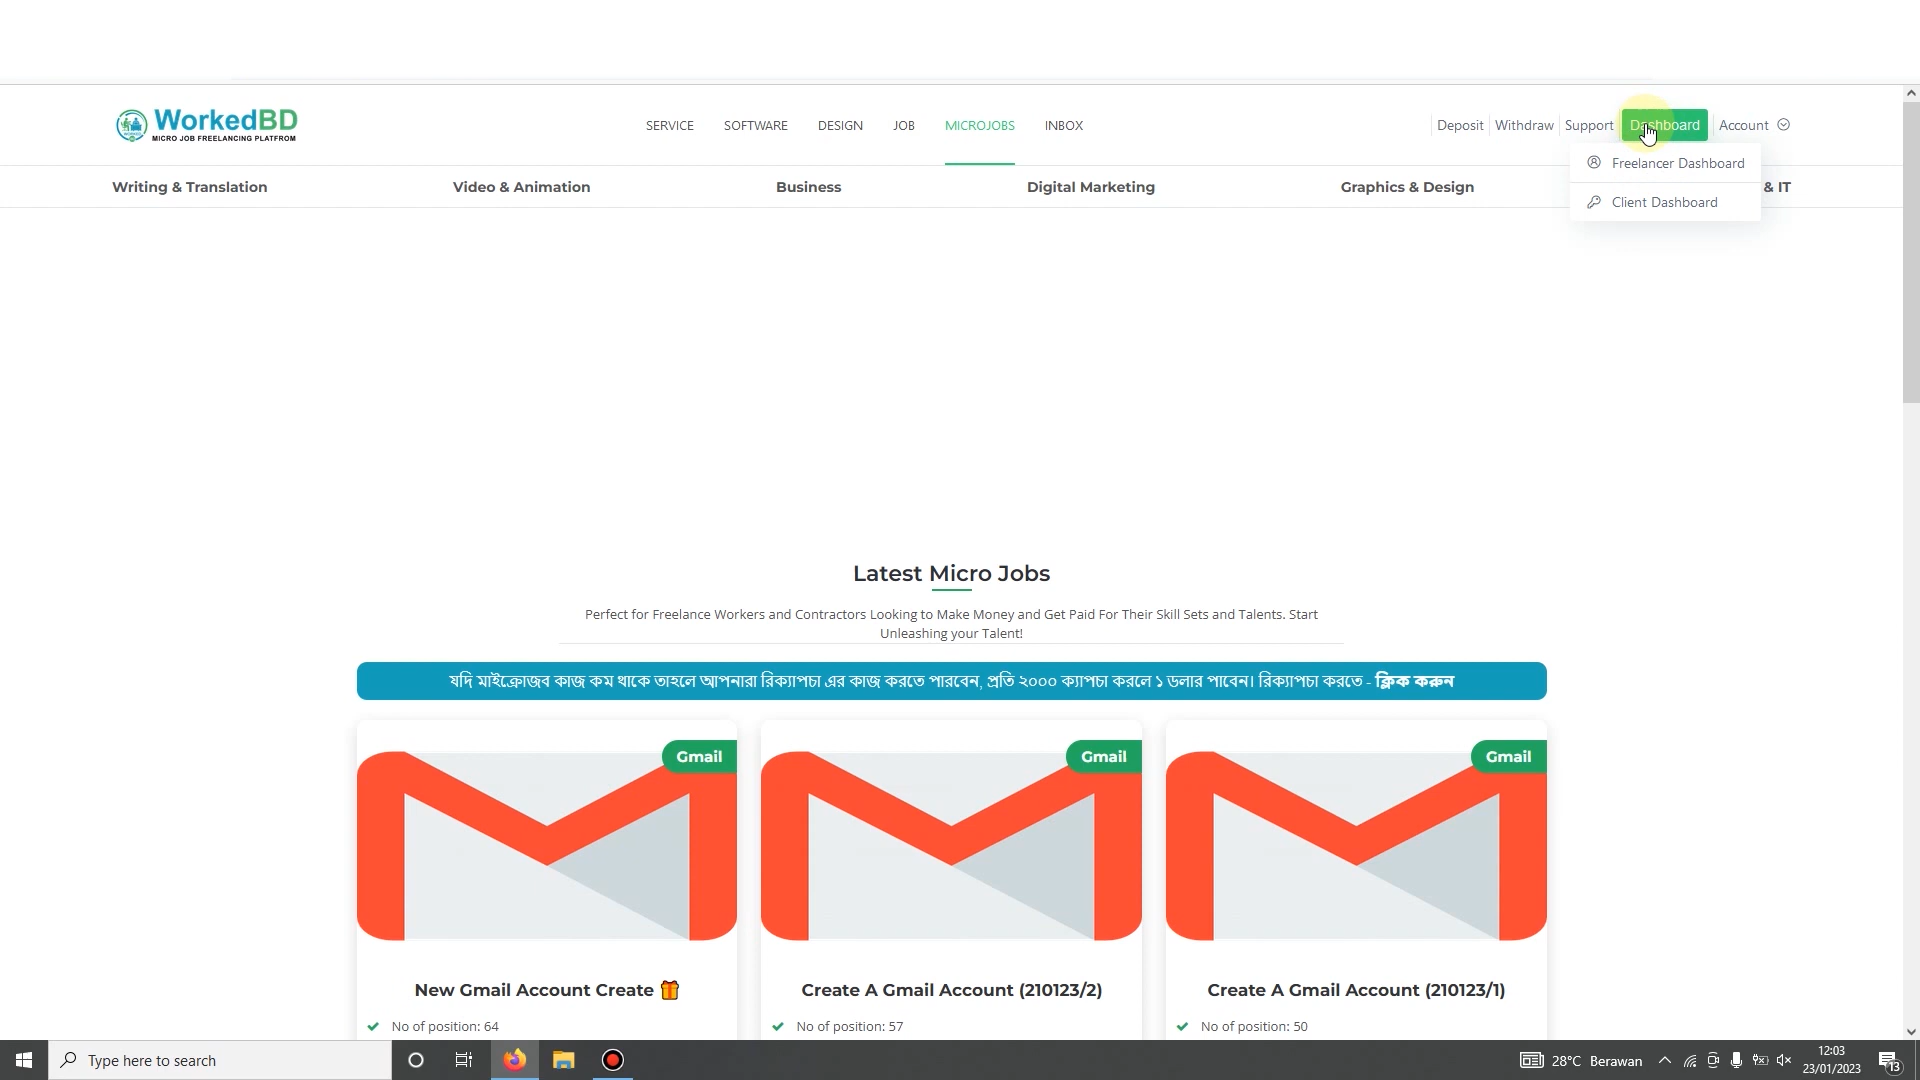 WorkedBD
MICRO JOB FREELANCING PLATFROM
SERVICE
SOFTWARE
DESIGN
JOB
MICROJOBS
INBOX
Deposit
Withdraw
Support
Dashboard
Account
Freelancer Dashboard
Client Dashboard
Writing & Translation
Video & Animation
Business
Digital Marketing
Graphics & Design
& IT
Latest Micro Jobs
Perfect for Freelance Workers and Contractors Looking to Make Money and Get Paid For Their Skill Sets and Talents. Start
Unleashing your Talent!
যদি মাইক্রোজব কাজ কম থাকে তাহলে আপনারা রিক্যাপচা এর কাজ করতে পারবেন, প্রতি ২০০০ ক্যাপচা করলে ১ ডলার পাবেন। রিক্যাপচা করতে - ক্লিক করুন
Gmail
Gmail
Gmail
New Gmail Account Create
Create A Gmail Account (210123/2)
Create A Gmail Account (210123/1)
No of position: 64
No of position: 57
No of position: 50
Type here to search
28°C Berawan
12:03
23/01/2023
13